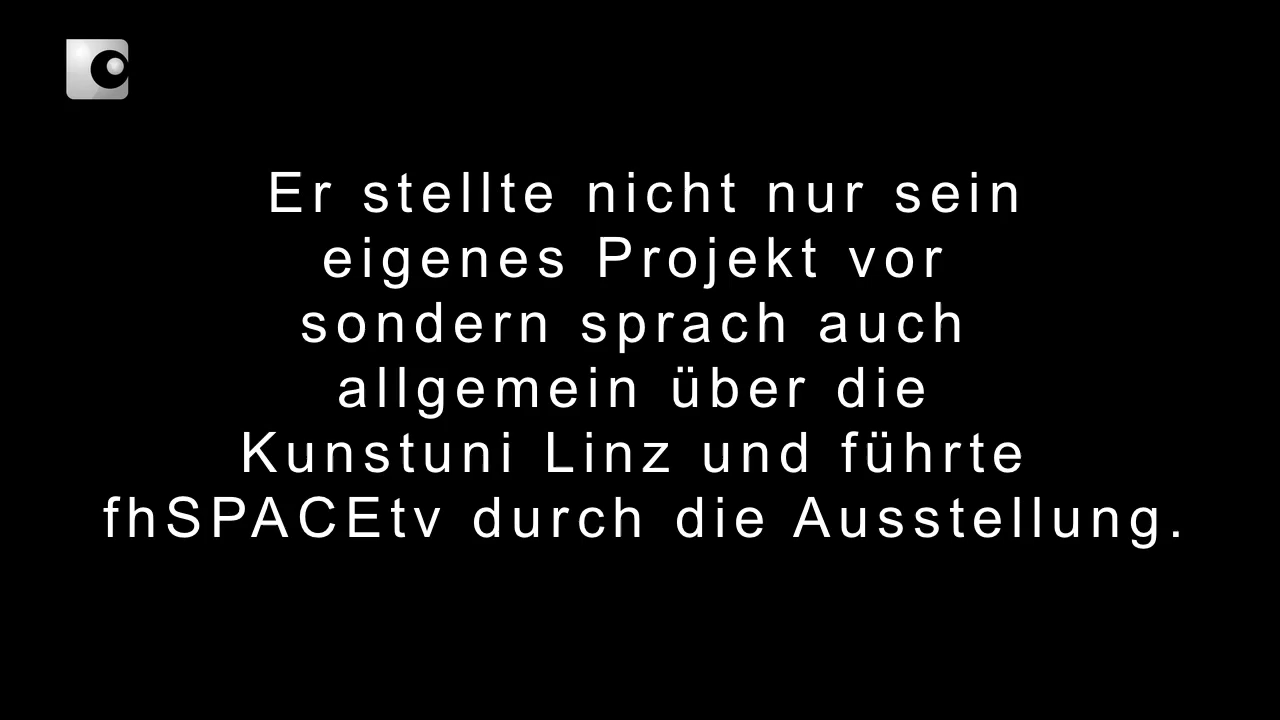 Er stellte nicht nur sein
eigenes Projekt vor
sondern sprach auch
allgemein über die
Kunstuni Linz und führte
fhSPACEtv durch die Ausstellung.